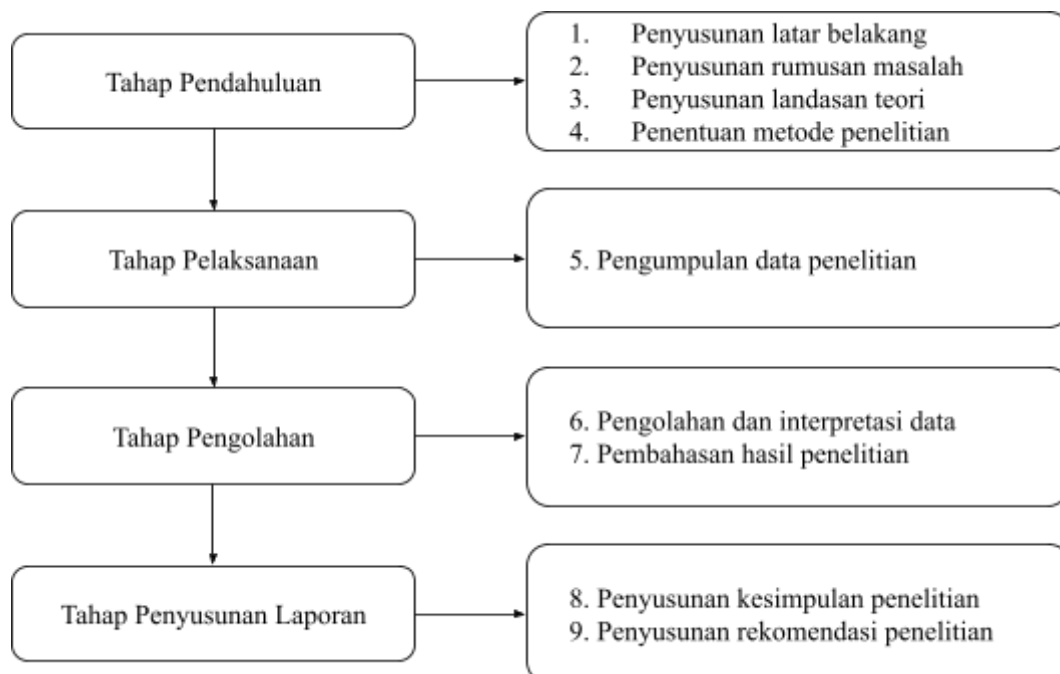 Tahap Pendahuluan
1. Penyusunan latar belakang
2. Penyusunan rumusan masalah
3. Penyusunan landasan teori
4. Penentuan metode penelitian
Tahap Pelaksanaan
5. Pengumpulan data penelitian
Tahap Pengolahan
6. Pengolahan dan interpretasi data
7. Pembahasan hasil penelitian
Tahap Penyusunan Laporan
8. Penyusunan kesimpulan penelitian
9. Penyusunan rekomendasi penelitian